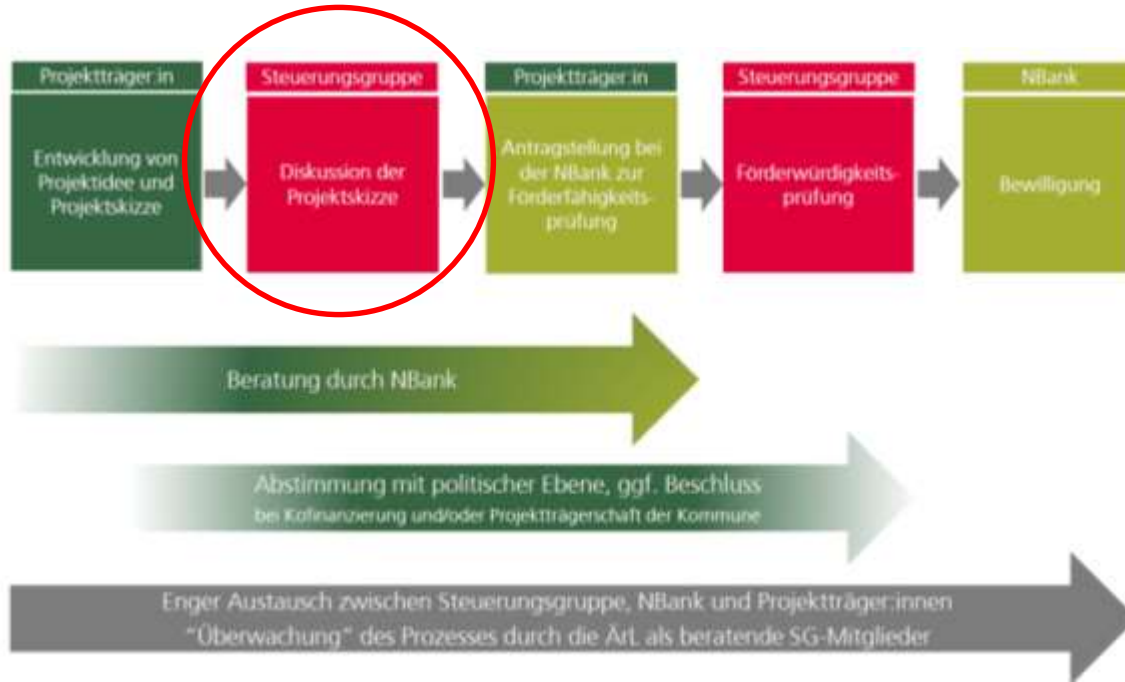 Projektträger:in
Entwicklung von
Projektidee und
Projektskizze
Steuerungsgruppe
Diskussion der
Projektskizze
Projektträger:in
Antragstellung bei
der NBank zur
Förderfähigkeits-
prüfung
Steuerungsgruppe
Förderwürdigkeits-
prüfung
NBank
Bewilligung
Beratung durch NBank
Abstimmung mit politischer Ebene, ggf. Beschluss
bei Kofinanzierung und/oder Projektträgerschaft der Kommune
Enger Austausch zwischen Steuerungsgruppe, NBank und Projektträger:innen
"Überwachung" des Prozesses durch die ÄrL als beratende SG-Mitglieder